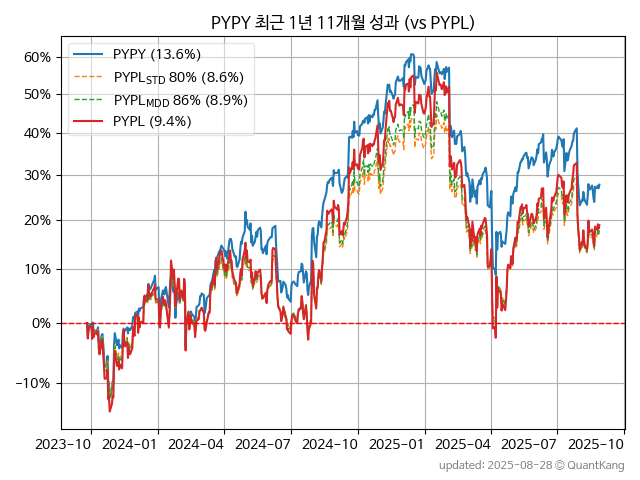 PYPY 최근 1년 11개월 성과 (vs PYPL)
PYPY (13.6%)
PYPL_STD 80% (8.6%)
PYPL_MDD 86% (8.9%)
PYPL (9.4%)
60%
50%
40%
30%
20%
10%
0%
−10%
2023-10 2024-01 2024-04 2024-07 2024-10 2025-01 2025-04 2025-07 2025-10
updated: 2025-08-28 © QuantKang